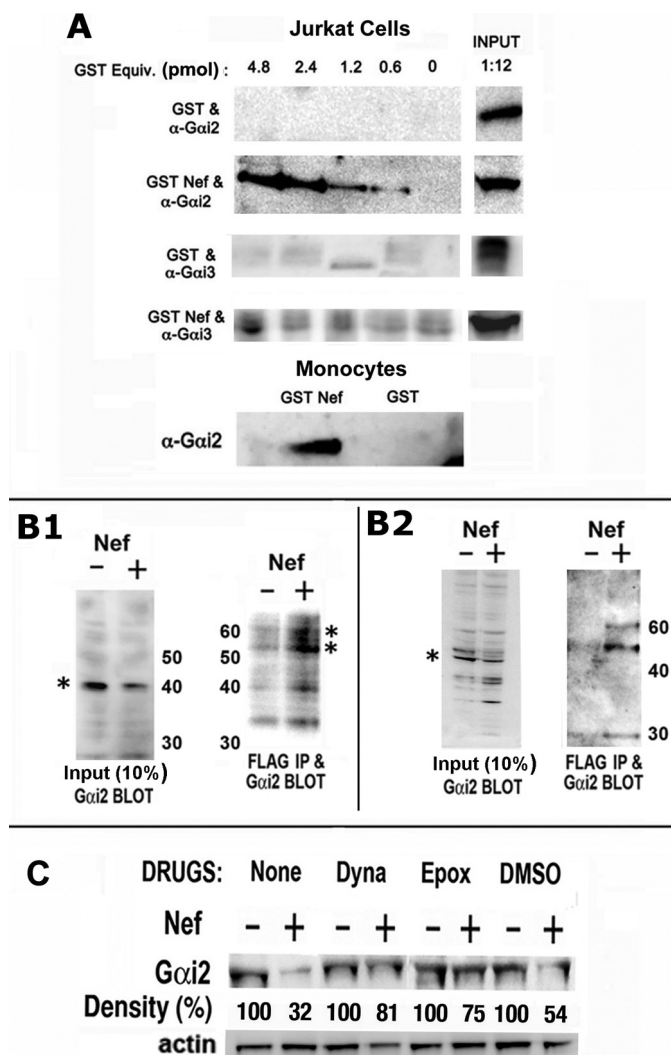 A
Jurkat Cells
INPUT
GST Equiv. (pmol) : 4.8 2.4 1.2 0.6 0 1:12
GST &
α-Gαi2
GST Nef &
α-Gαi2
GST &
α-Gαi3
GST Nef &
α-Gαi3
Monocytes
GST Nef GST
α-Gαi2
B1
Nef
- +
*
50
40
30
Input (10%)
Gαi2 BLOT
Nef
- +
60 *
50 *
40
30
FLAG IP &
Gαi2 BLOT
B2
Nef
- +
*
Input (10%)
Gαi2 BLOT
Nef
- +
60
50
40
30
FLAG IP &
Gαi2 BLOT
C
DRUGS: None Dyna Epox DMSO
Nef - + - + - + - +
Gαi2
Density (%) 100 32 100 81 100 75 100 54
actin